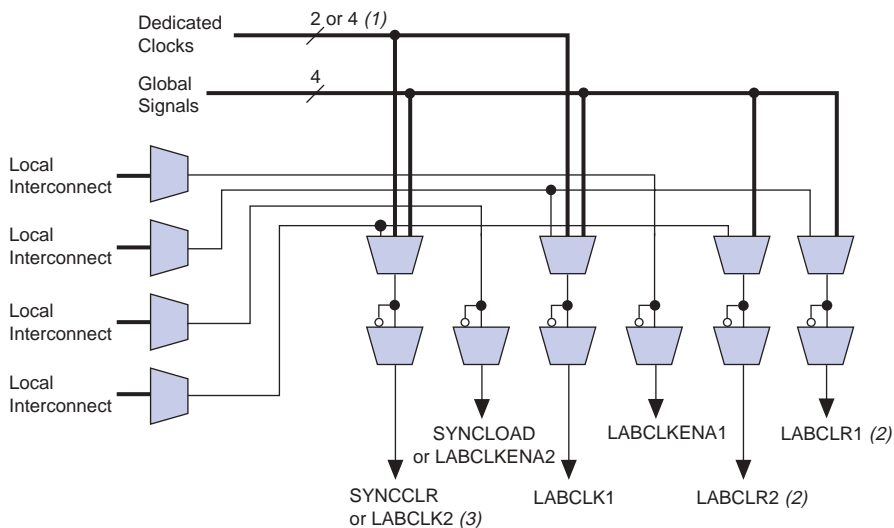 Dedicated
Clocks
2 or 4 (1)
Global
Signals
4
Local
Interconnect
Local
Interconnect
Local
Interconnect
Local
Interconnect
SYNCLOAD
or LABCLKENA2
LABCLKENA1
LABCLR1 (2)
SYNCCLR
or LABCLK2 (3)
LABCLK1
LABCLR2 (2)